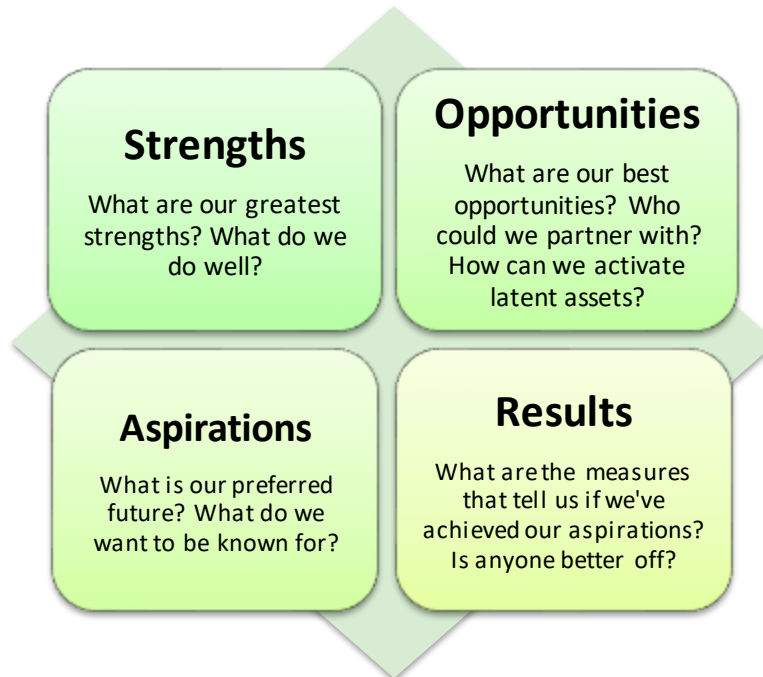 Strengths
What are our greatest
strengths? What do we
do well?
Opportunities
What are our best
opportunities? Who
could we partner with?
How can we activate
latent assets?
Aspirations
What is our preferred
future? What do we
want to be known for?
Results
What are the measures
that tell us if we've
achieved our aspirations?
Is anyone better off?